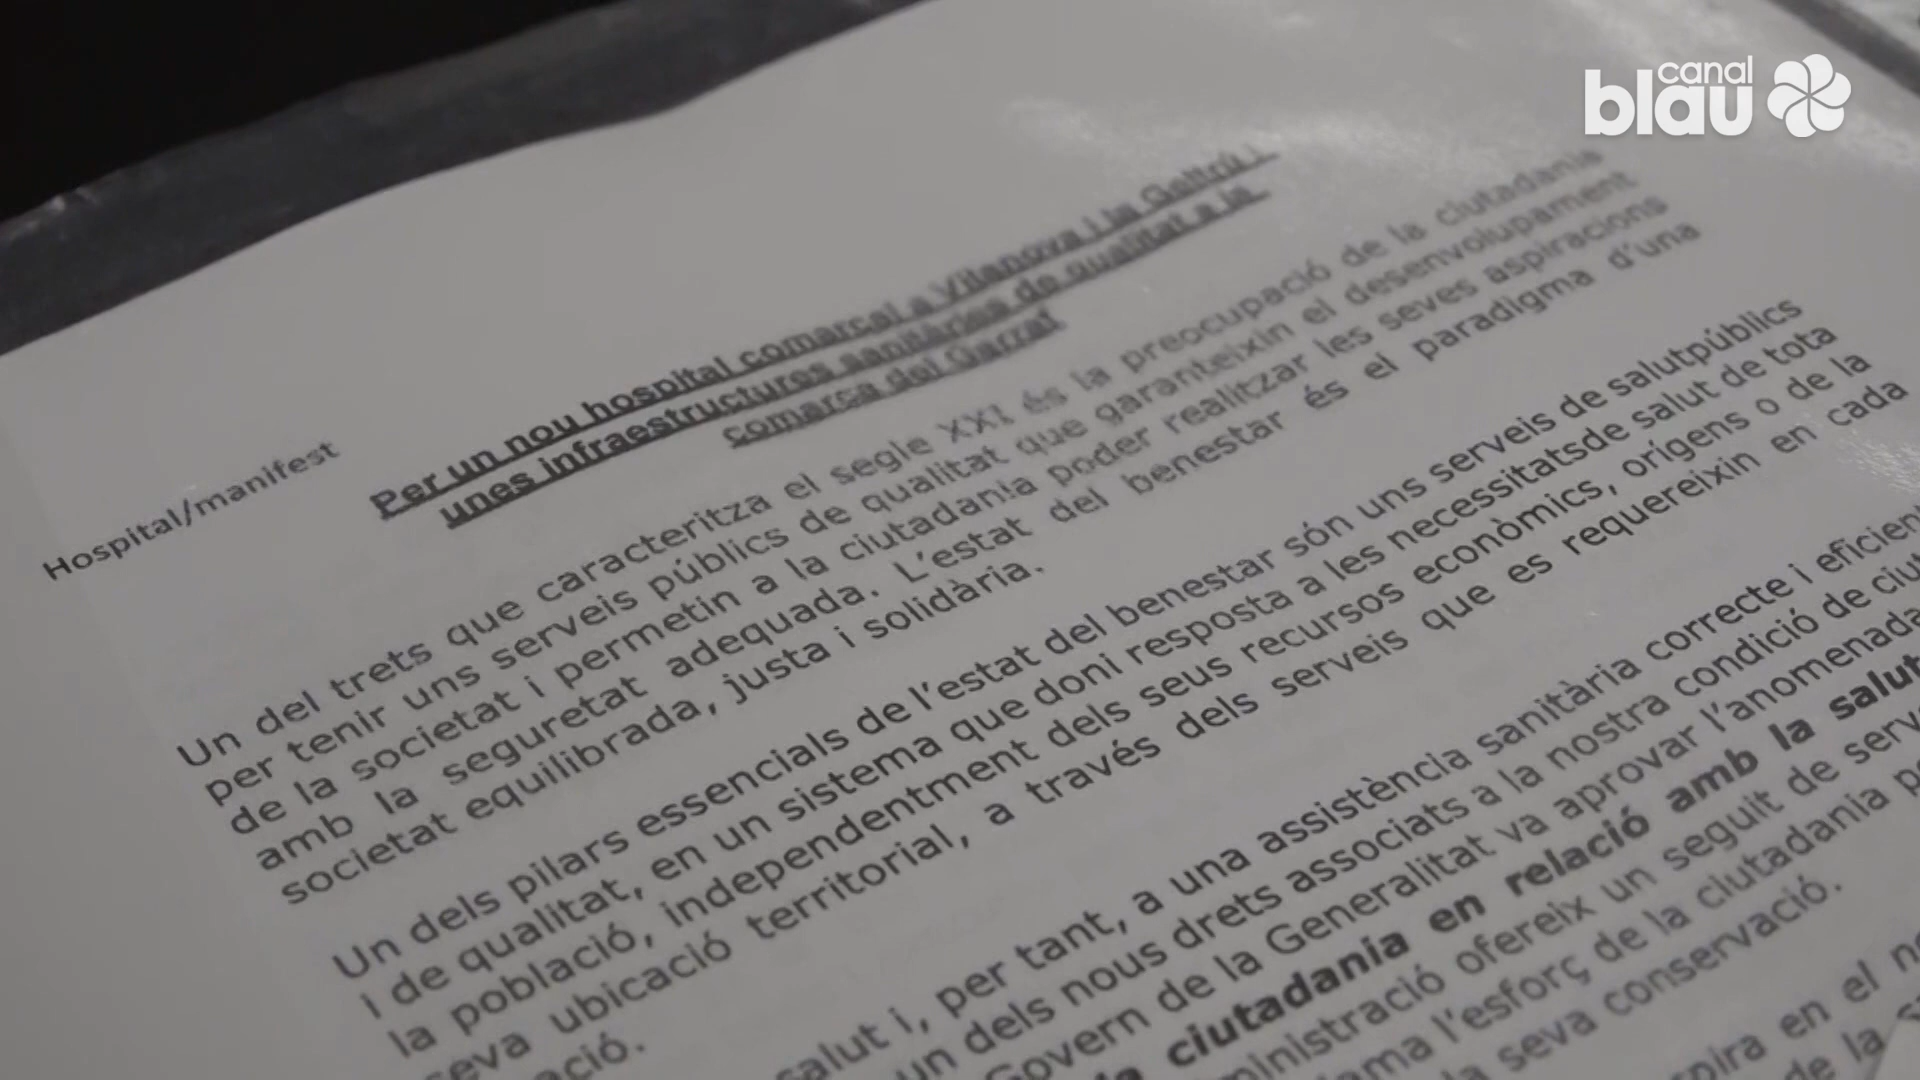 canal
blau
Hospital/manifest
Per un nou hospital comarcal a Vilanova i la Geltrú i
unes infraestructures sanitàries de qualitat a la
comarca del Garraf
Un del trets que caracteritza el segle XXI és la preocupació de la ciutadania
per tenir uns serveis públics de qualitat que garanteixin el desenvolupament
de la societat i permetin a la ciutadania poder realitzar les seves aspiracions
amb la seguretat adequada. L'estat del benestar és el paradigma d'una
societat equilibrada, justa i solidària.
Un dels pilars essencials de l'estat del benestar són uns serveis de salutpúblics
i de qualitat, en un sistema que doni resposta a les necessitatsde salut de tota
la població, independentment dels seus recursos econòmics, orígens o de la
seva ubicació territorial, a través dels serveis que es requereixin en cada
salut i, per tant, a una assistència sanitària correcte i eficient
un dels nous drets associats a la nostra condició de
Govern de la Generalitat va aprovar l'anomenada
ciutadania en relació amb la salut
ofereix un seguit de
l'esforç de la ciutadania
la seva conservació.
en el
de la